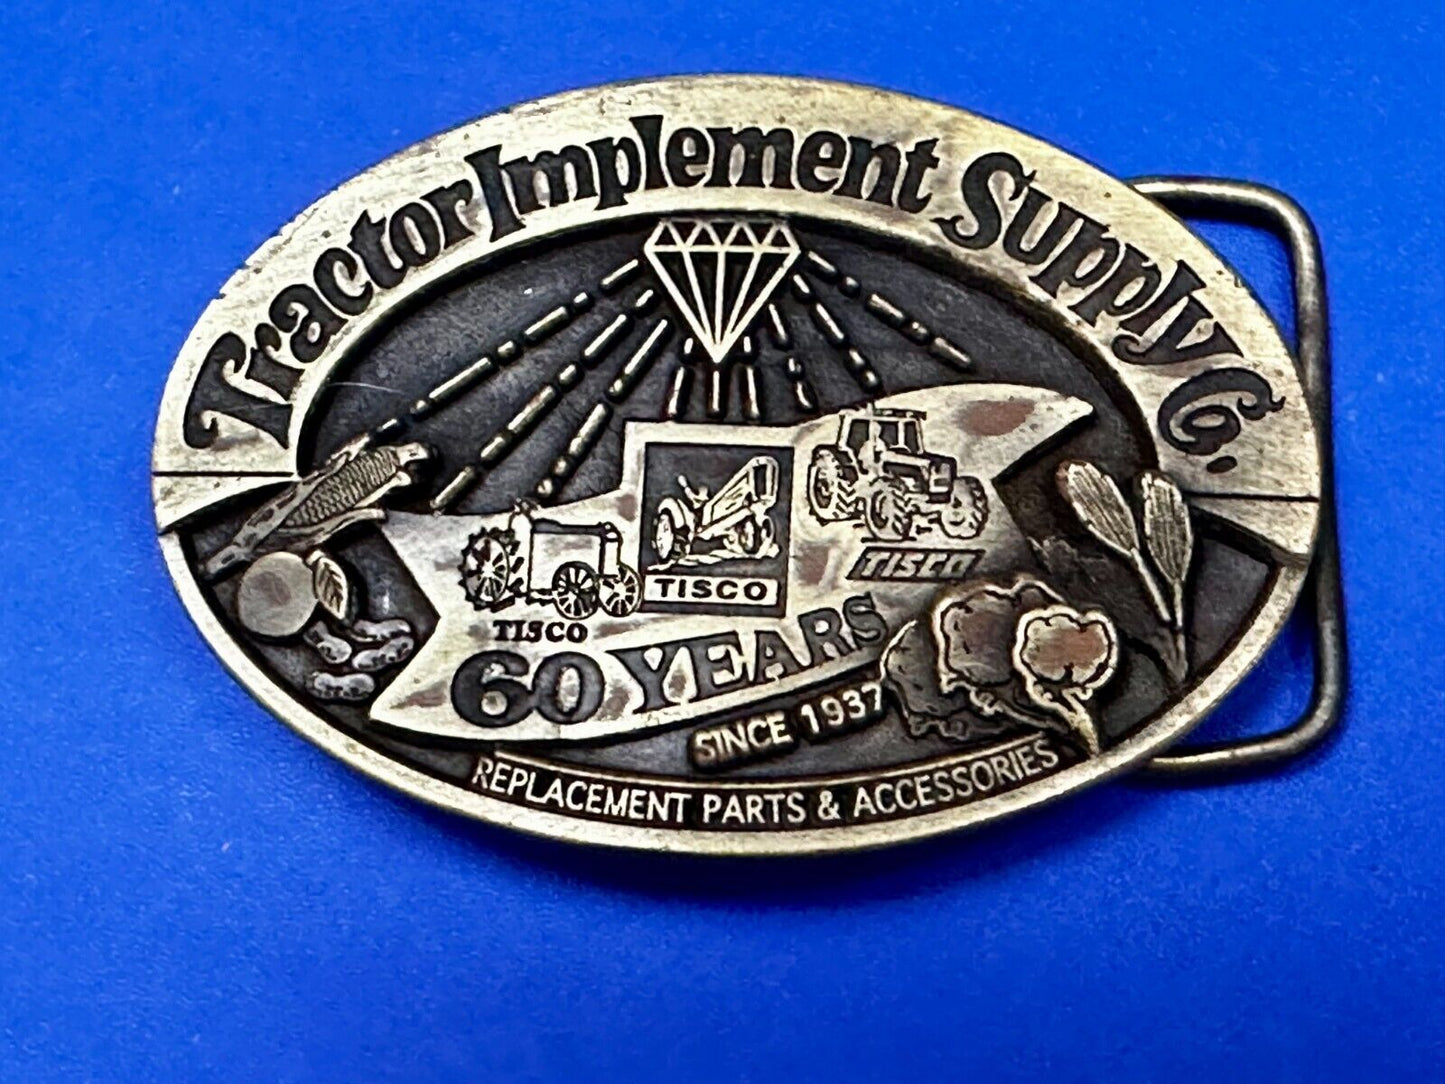 Tractor Implement Supply Co.
TISCO
TISCO
TISCO
60 YEARS
SINCE 1937
REPLACEMENT PARTS & ACCESSORIES